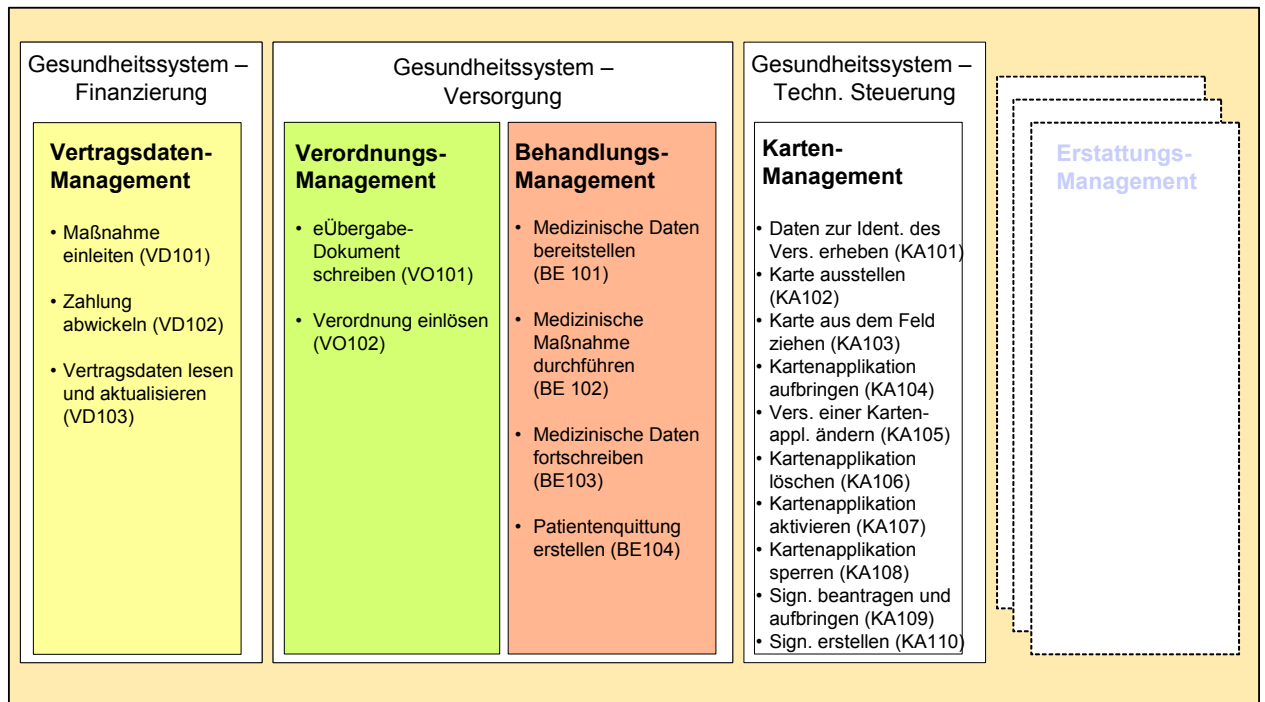 Gesundheitssystem –
Finanzierung
Vertragsdaten-
Management
• Maßnahme
einleiten (VD101)
• Zahlung
abwickeln (VD102)
• Vertragsdaten lesen
und aktualisieren
(VD103)
Gesundheitssystem –
Versorgung
Verordnungs-
Management
• eÜbergabe-
Dokument
schreiben (VO101)
• Verordnung einlösen
(VO102)
Behandlungs-
Management
• Medizinische Daten
bereitstellen
(BE 101)
• Medizinische
Maßnahme
durchführen
(BE 102)
• Medizinische Daten
fortschreiben
(BE103)
• Patientenquittung
erstellen (BE104)
Gesundheitssystem –
Techn. Steuerung
Karten-
Management
• Daten zur Ident. des
Vers. erheben (KA101)
• Karte ausstellen
(KA102)
• Karte aus dem Feld
ziehen (KA103)
• Kartenapplikation
aufbringen (KA104)
• Vers. einer Karten-
appl. ändern (KA105)
• Kartenapplikation
löschen (KA106)
• Kartenapplikation
aktivieren (KA107)
• Kartenapplikation
sperren (KA108)
• Sign. beantragen und
aufbringen (KA109)
• Sign. erstellen (KA110)
Erstattungs-
Management